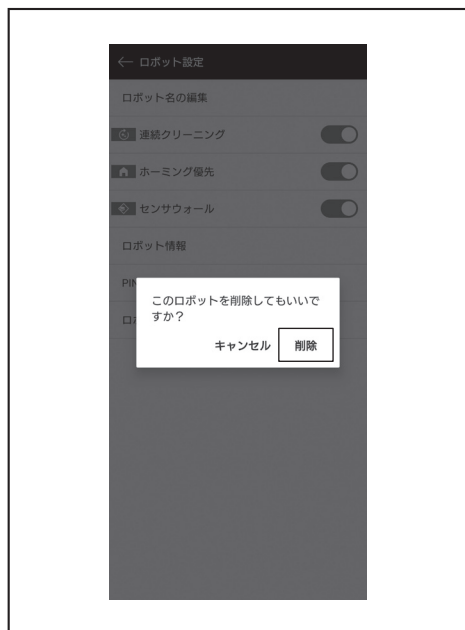 ← ロボット設定
ロボット名の編集
連続クリーニング
ホーミング優先
センサウォール
ロボット情報
PIN
ロボ
このロボットを削除してもいいで
すか？
キャンセル 削除